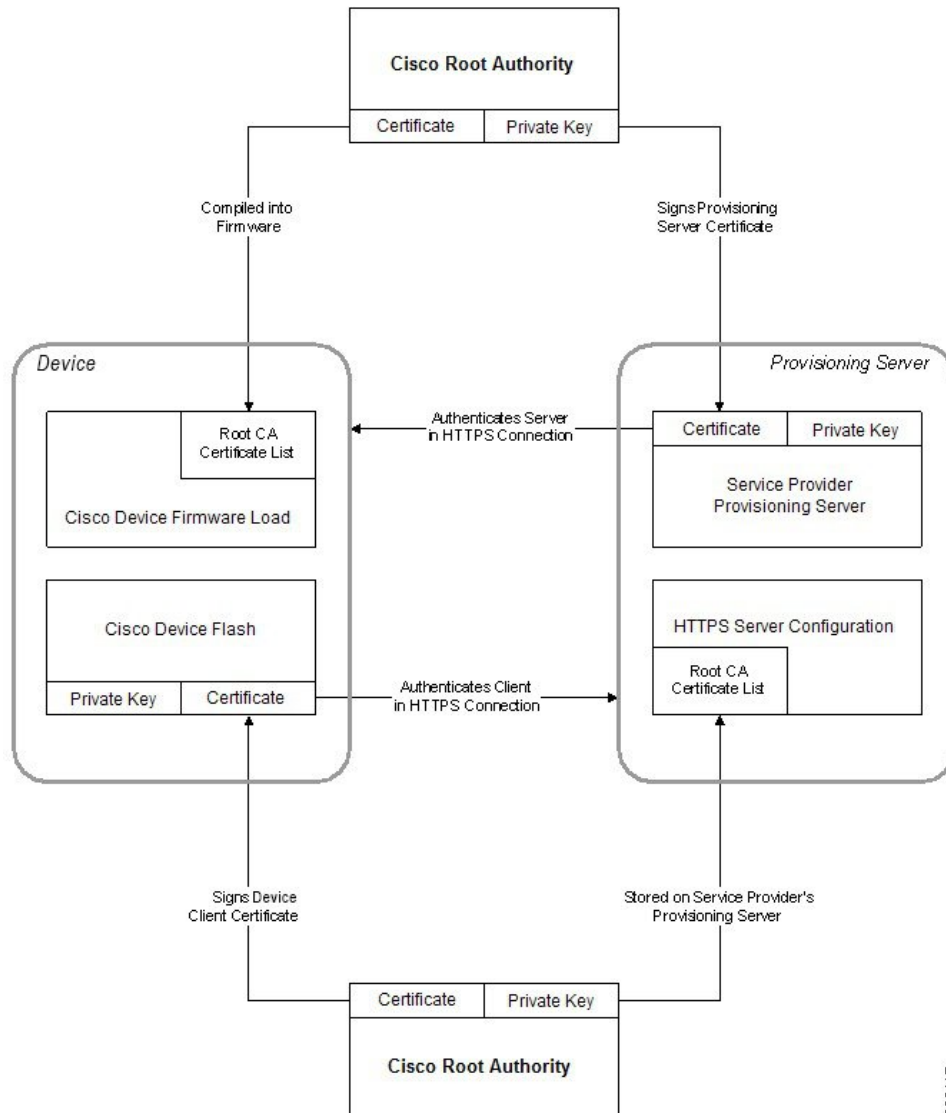 Cisco Root Authority
Certificate
Private Key
Compiled into
Firmware
Signs Provisioning
Server Certificate
Device
Provisioning Server
Root CA
Certificate List
Cisco Device Firmware Load
Authenticates Server
in HTTPS Connection
Certificate
Private Key
Service Provider
Provisioning Server
Cisco Device Flash
Private Key
Certificate
Authenticates Client
in HTTPS Connection
HTTPS Server Configuration
Root CA
Certificate List
Signs Device
Client Certificate
Stored on Service Provider's
Provisioning Server
Certificate
Private Key
Cisco Root Authority